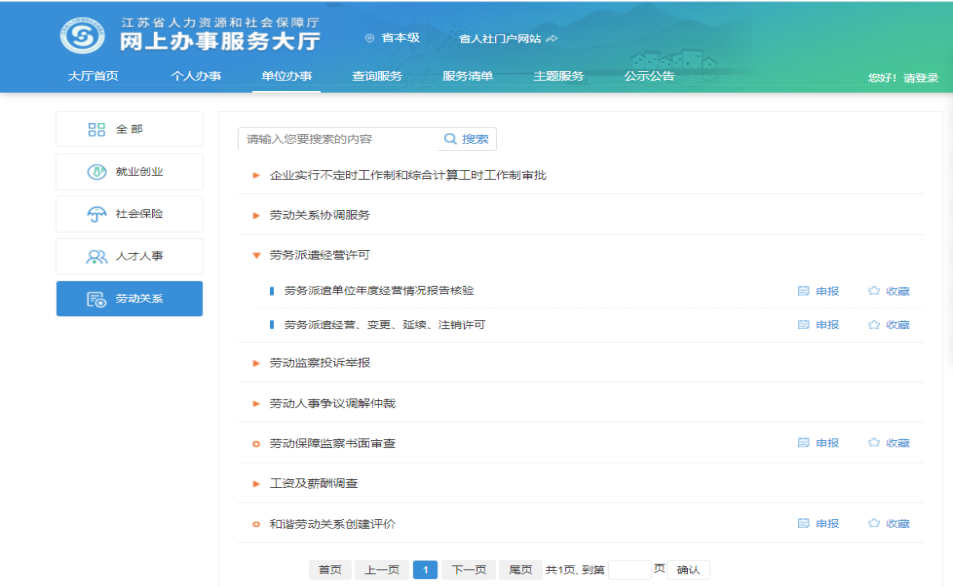 江苏省人力资源和社会保障厅
网上办事服务大厅
省本级
省人社门户网站
大厅首页 个人办事 单位办事 查询服务 服务清单 主题服务 公示公告 您好！请登录
全部
就业创业
社会保险
人才人事
劳动关系
请输入您要搜索的内容 搜索
企业实行不定时工作制和综合计算工时工作制审批
劳动关系协调服务
劳务派遣经营许可
劳务派遣单位年度经营情况报告核验 申报 收藏
劳务派遣经营、变更、延续、注销许可 申报 收藏
劳动监察投诉举报
劳动人事争议调解仲裁
劳动保障监察书面审查 申报 收藏
工资及薪酬调查
和谐劳动关系创建评价 申报 收藏
首页 上一页 1 下一页 尾页 共1页, 到第 页 确认